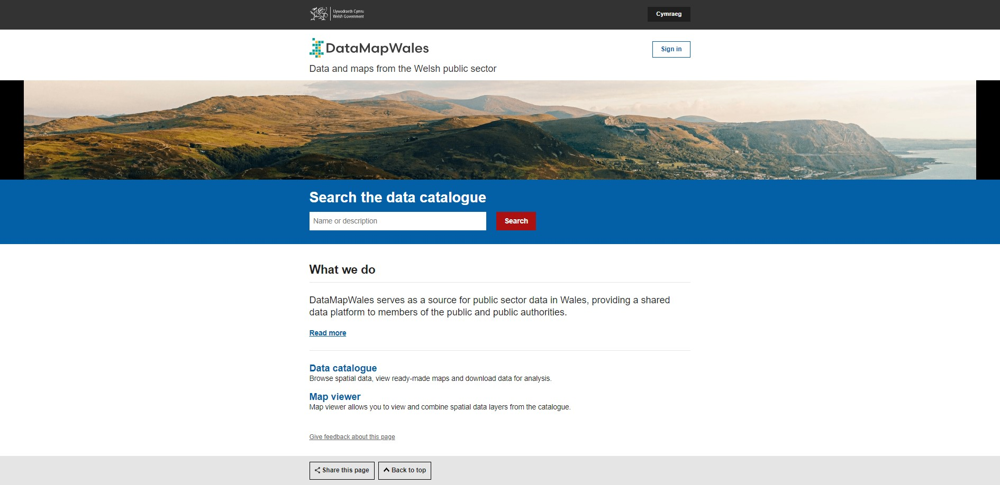 Llywodraeth Cymru
Welsh Government
Cymraeg
DataMapWales
Sign in
Data and maps from the Welsh public sector
Search the data catalogue
Name or description
Search
What we do
DataMapWales serves as a source for public sector data in Wales, providing a shared
data platform to members of the public and public authorities.
Read more
Data catalogue
Browse spatial data, view ready-made maps and download data for analysis.
Map viewer
Map viewer allows you to view and combine spatial data layers from the catalogue.
Give feedback about this page
Share this page
Back to top